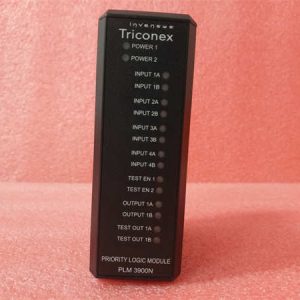 invensys
Triconex
POWER 1
POWER 2
INPUT 1A
INPUT 1B
INPUT 2A
INPUT 2B
INPUT 3A
INPUT 3B
INPUT 4A
INPUT 4B
TEST EN 1
TEST EN 2
OUTPUT 1A
OUTPUT 1B
TEST OUT 1A
TEST OUT 1B
PRIORITY LOGIC MODULE
PLM 3900N